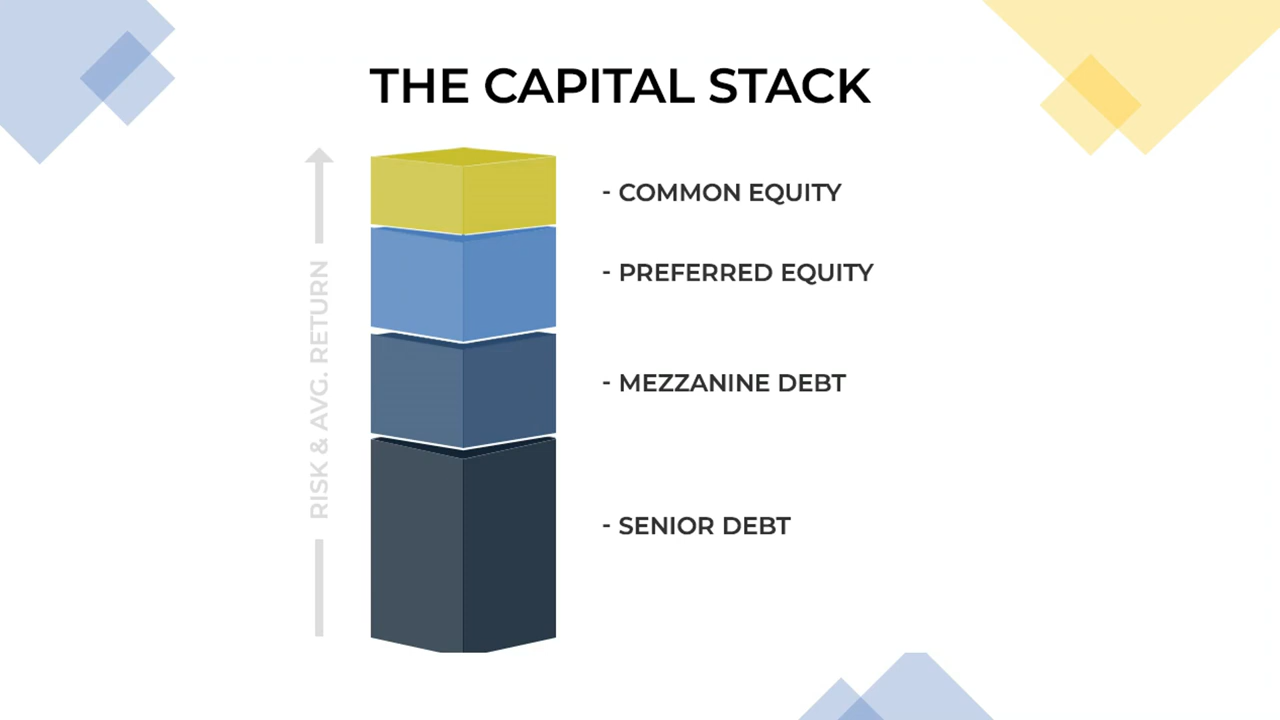 THE CAPITAL STACK
- COMMON EQUITY
- PREFERRED EQUITY
- MEZZANINE DEBT
- SENIOR DEBT
RISK & AVG. RETURN